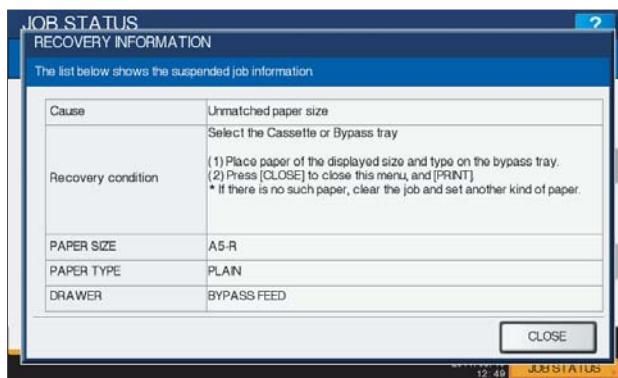 JOB STATUS
?
RECOVERY INFORMATION
The list below shows the suspended job information
Cause
Unmatched paper size
Recovery condition
Select the Cassette or Bypass tray
(1) Place paper of the displayed size and type on the bypass tray.
(2) Press [CLOSE] to close this menu, and [PRINT]
* If there is no such paper, clear the job and set another kind of paper.
PAPER SIZE
A5-R
PAPER TYPE
PLAIN
DRAWER
BYPASS FEED
CLOSE
12:49
JOB STATUS